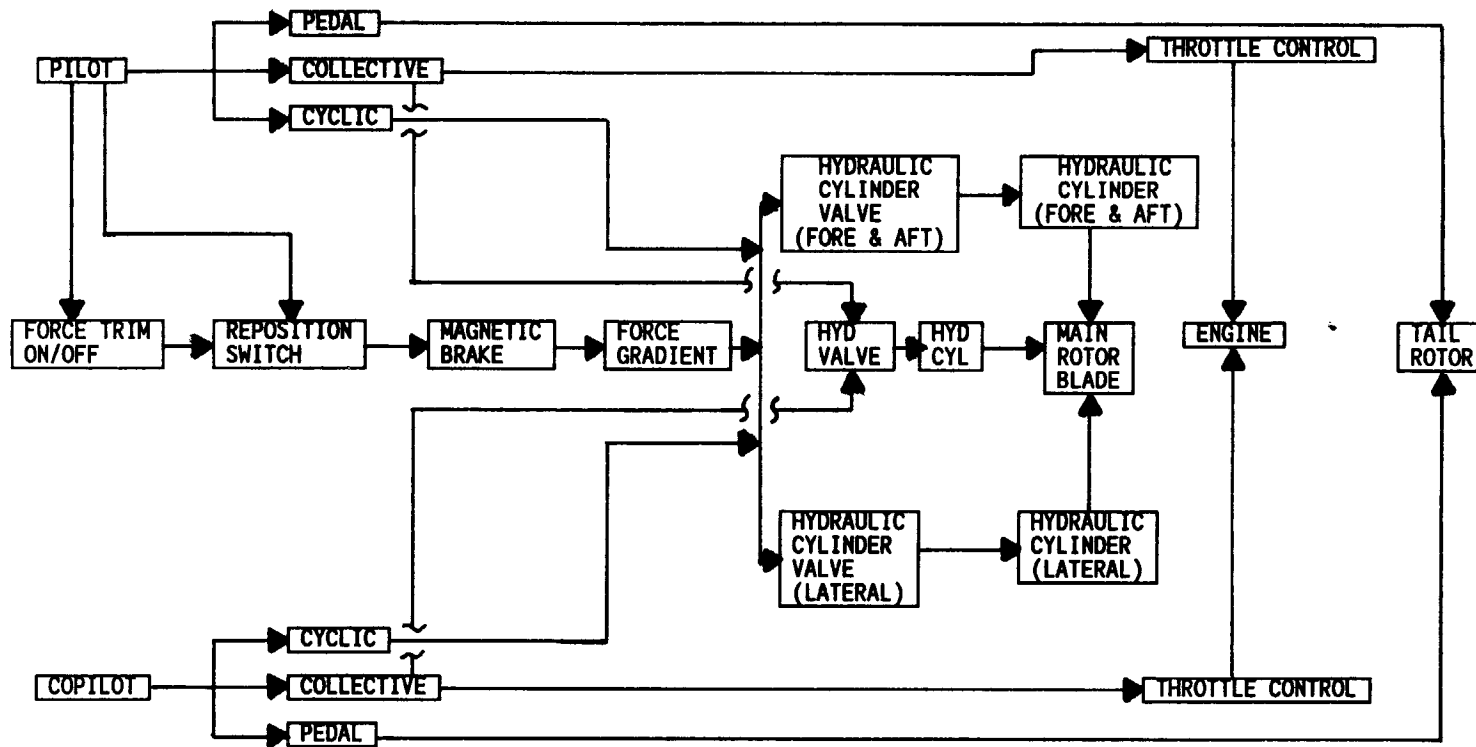 PEDAL
PILOT
COLLECTIVE
THROTTLE CONTROL
CYCLIC
HYDRAULIC
CYLINDER
VALVE
(FORE & AFT)
HYDRAULIC
CYLINDER
(FORE & AFT)
FORCE TRIM
ON/OFF
REPOSITION
SWITCH
MAGNETIC
BRAKE
FORCE
GRADIENT
HYD
VALVE
HYD
CYL
MAIN
ROTOR
BLADE
ENGINE
TAIL
ROTOR
HYDRAULIC
CYLINDER
VALVE
(LATERAL)
HYDRAULIC
CYLINDER
(LATERAL)
CYCLIC
COPILOT
COLLECTIVE
THROTTLE CONTROL
PEDAL